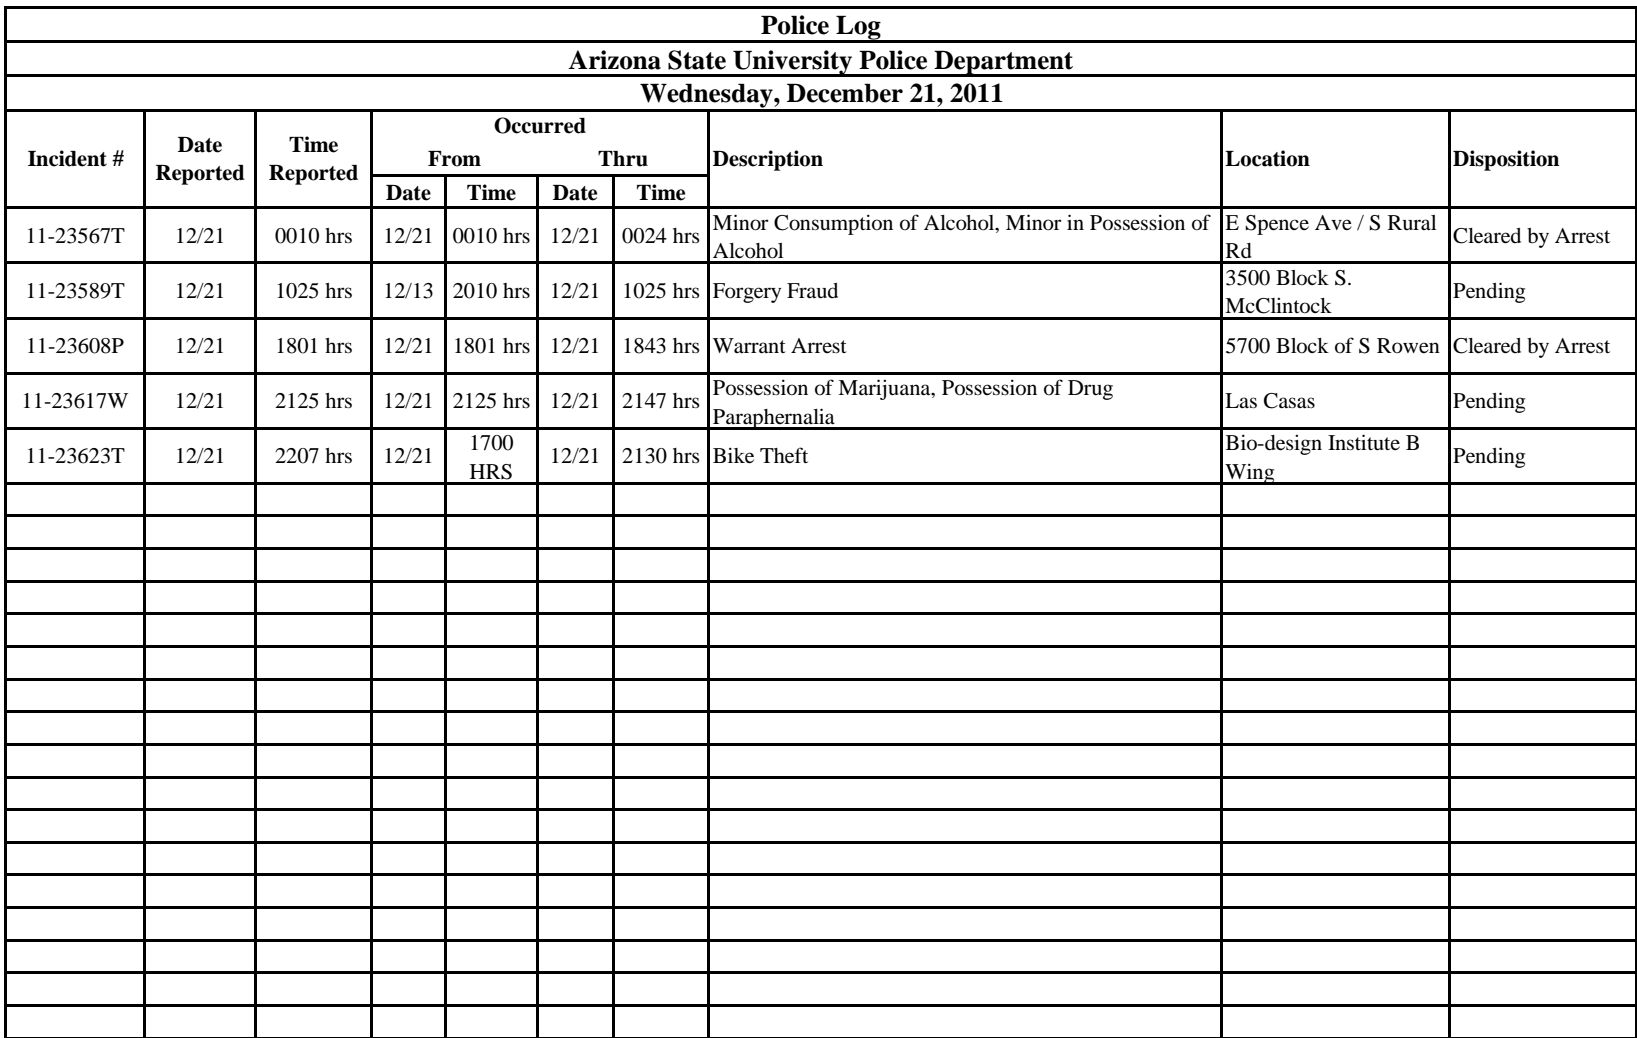 Police Log
Arizona State University Police Department
Wednesday, December 21, 2011
Incident # Date Reported Time Reported Occurred Description Location Disposition
From Thru
Date Time Date Time
11-23567T 12/21 0010 hrs 12/21 0010 hrs 12/21 0024 hrs Minor Consumption of Alcohol, Minor in Possession of Alcohol E Spence Ave / S Rural Rd Cleared by Arrest
11-23589T 12/21 1025 hrs 12/13 2010 hrs 12/21 1025 hrs Forgery Fraud 3500 Block S. McClintock Pending
11-23608P 12/21 1801 hrs 12/21 1801 hrs 12/21 1843 hrs Warrant Arrest 5700 Block of S Rowen Cleared by Arrest
11-23617W 12/21 2125 hrs 12/21 2125 hrs 12/21 2147 hrs Possession of Marijuana, Possession of Drug Paraphernalia Las Casas Pending
11-23623T 12/21 2207 hrs 12/21 1700 HRS 12/21 2130 hrs Bike Theft Bio-design Institute B Wing Pending